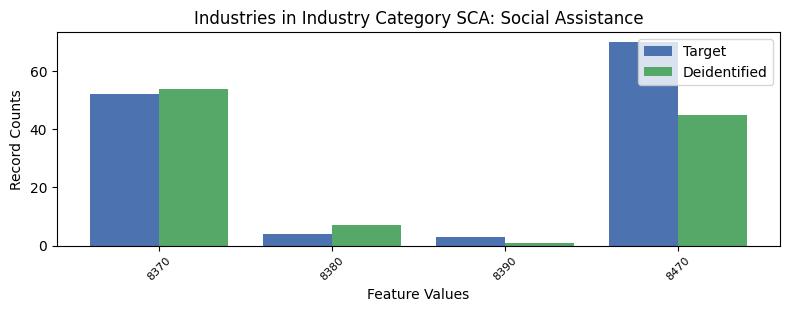 Industries in Industry Category SCA: Social Assistance
Record Counts
60
40
20
0
Target
Deidentified
8370
8380
8390
8470
Feature Values